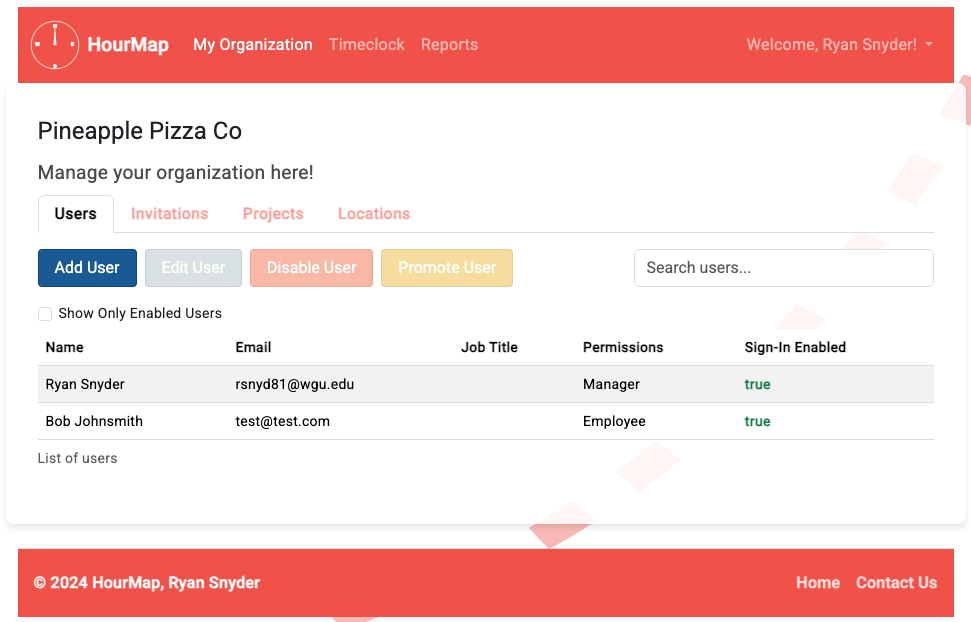 HourMap My Organization Timeclock Reports Welcome, Ryan Snyder!
Pineapple Pizza Co
Manage your organization here!
Users Invitations Projects Locations
Add User Edit User Disable User Promote User Search users...
Show Only Enabled Users
Name Email Job Title Permissions Sign-In Enabled
Ryan Snyder rsnyd81@wgu.edu Manager true
Bob Johnsmith test@test.com Employee true
List of users
© 2024 HourMap, Ryan Snyder Home Contact Us